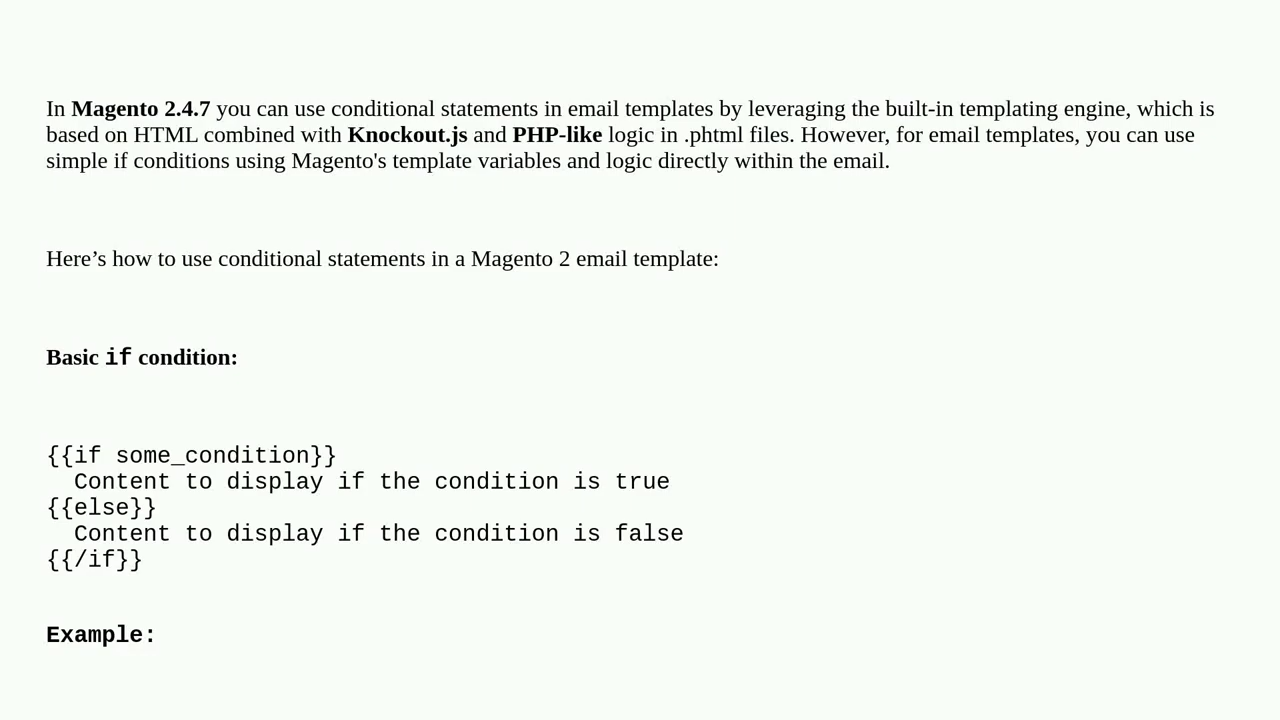 In Magento 2.4.7 you can use conditional statements in email templates by leveraging the built-in templating engine, which is
based on HTML combined with Knockout.js and PHP-like logic in .phtml files. However, for email templates, you can use
simple if conditions using Magento's template variables and logic directly within the email.
Here’s how to use conditional statements in a Magento 2 email template:
Basic if condition:
{{if some_condition}}
  Content to display if the condition is true
{{else}}
  Content to display if the condition is false
{{/if}}
Example: